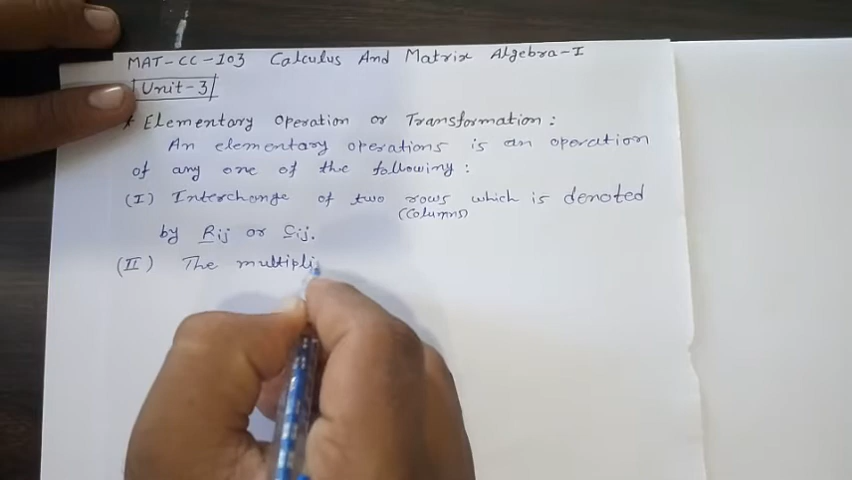 MAT-CC-103 Calculus And Matrix Algebra-I
Unit-3
* Elementary Operation or Transformation:
An elementary operations is an operation
of any one of the following:
(I) Interchange of two rows which is denoted
(Columns)
by Rij or Cij.
(II) The multipli